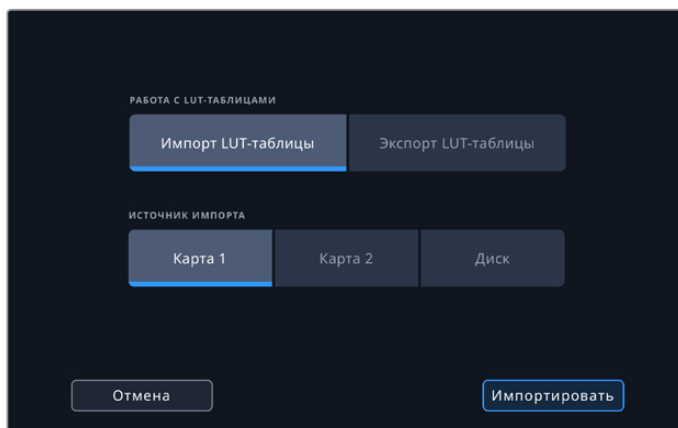 РАБОТА С LUT-ТАБЛИЦАМИ
Импорт LUT-таблицы Экспорт LUT-таблицы
ИСТОЧНИК ИМПОРТА
Карта 1 Карта 2 Диск
Отмена Импортировать